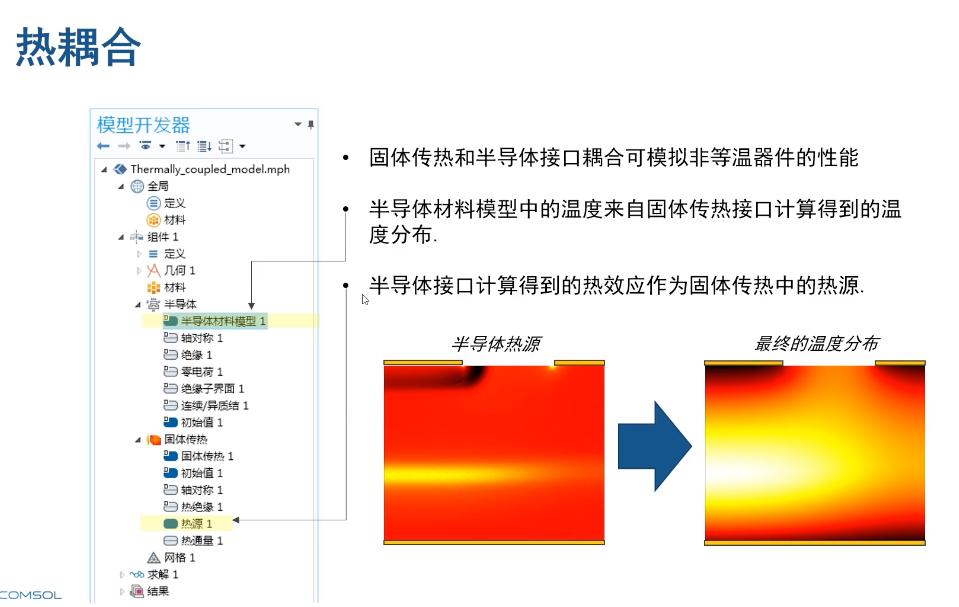 热耦合
模型开发器
Thermally_coupled_model.mph
全局
定义
材料
组件 1
定义
几何 1
材料
半导体
半导体材料模型 1
轴对称 1
绝缘 1
零电荷 1
绝缘子界面 1
连续/异质结 1
初始值 1
固体传热
固体传热 1
初始值 1
轴对称 1
热绝缘 1
热源 1
热通量 1
网格 1
求解 1
结果
• 固体传热和半导体接口耦合可模拟非等温器件的性能
• 半导体材料模型中的温度来自固体传热接口计算得到的温
度分布.
• 半导体接口计算得到的热效应作为固体传热中的热源.
半导体热源
最终的温度分布
COMSOL